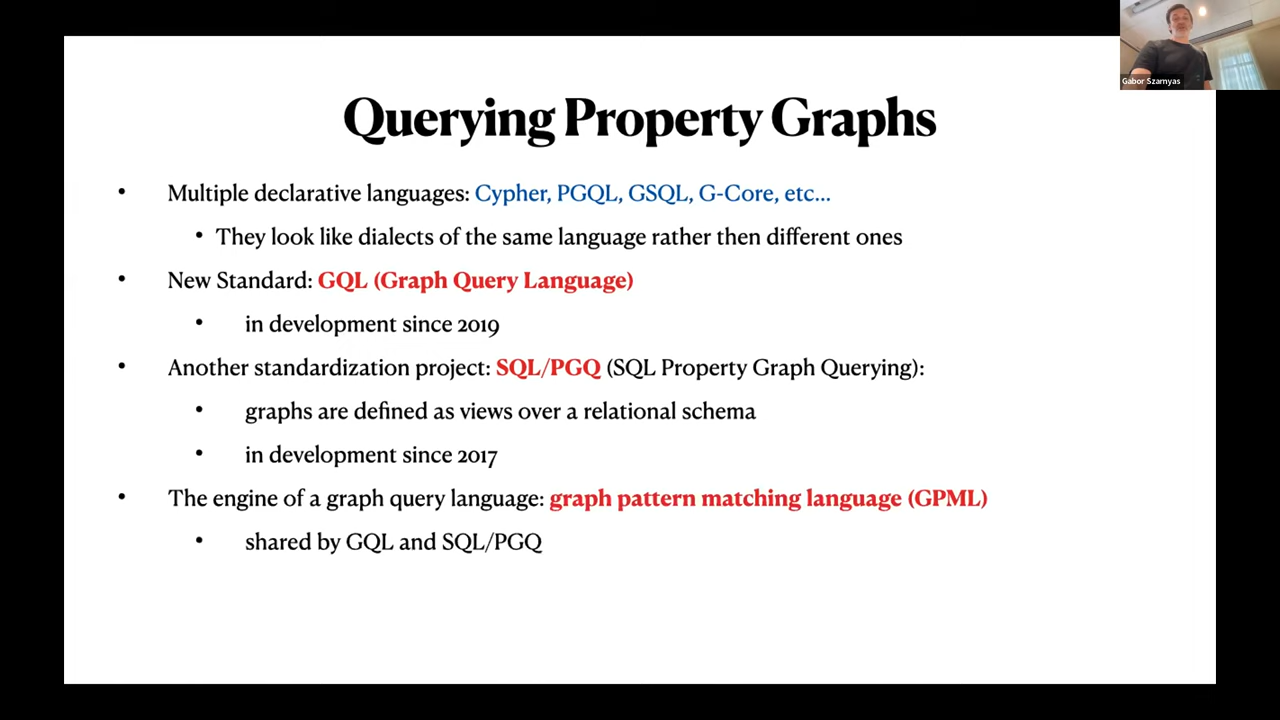 Gabor Szarnyas
Querying Property Graphs
• Multiple declarative languages: Cypher, PGQL, GSQL, G-Core, etc...
• They look like dialects of the same language rather then different ones
• New Standard: GQL (Graph Query Language)
• in development since 2019
• Another standardization project: SQL/PGQ (SQL Property Graph Querying):
• graphs are defined as views over a relational schema
• in development since 2017
• The engine of a graph query language: graph pattern matching language (GPML)
• shared by GQL and SQL/PGQ